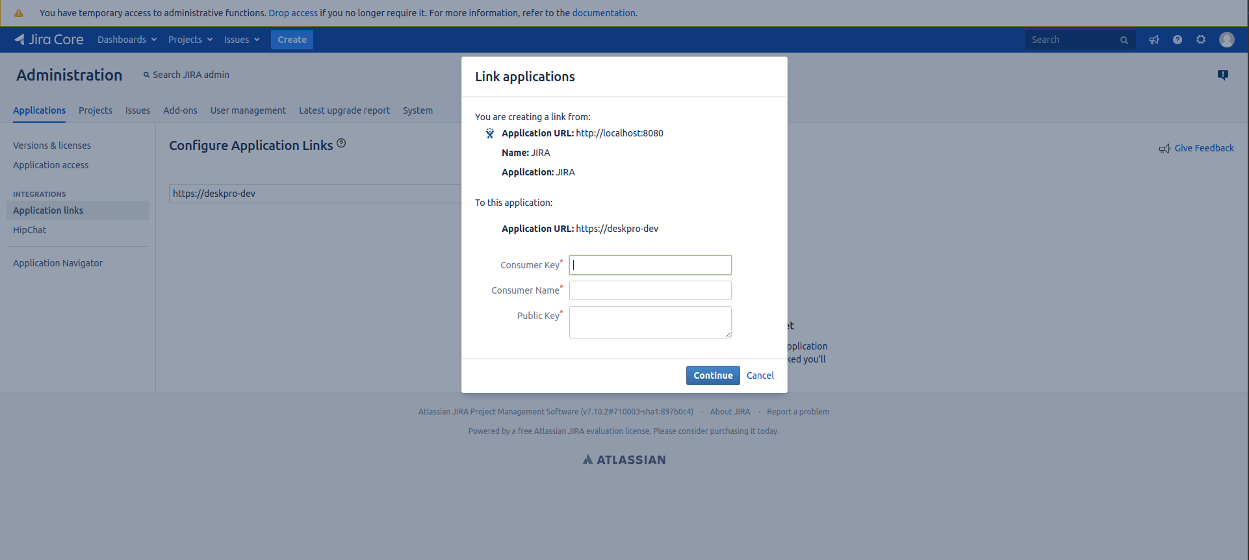 You have temporary access to administrative functions. Drop access if you no longer require it. For more information, refer to the documentation.
Jira Core Dashboards Projects Issues Create Search
Administration Search JIRA admin
Applications Projects Issues Add-ons User management Latest upgrade report System
Versions & licenses
Application access
INTEGRATIONS
Application links
HipChat
Application Navigator
Configure Application Links
Give Feedback
https://deskpro-dev
Link applications
You are creating a link from:
Application URL: http://localhost:8080
Name: JIRA
Application: JIRA
To this application:
Application URL: https://deskpro-dev
Consumer Key*
Consumer Name*
Public Key*
Continue Cancel
et
pplication
ked you'll
Atlassian JIRA Project Management Software (v7.10.2#710003-sha1:897b0c4) · About JIRA · Report a problem
Powered by a free Atlassian JIRA evaluation license. Please consider purchasing it today.
ATLASSIAN